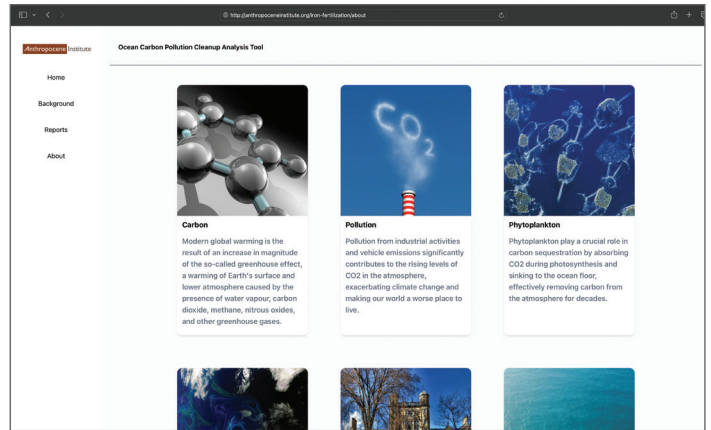 http://anthropoceneinstitute.org/iron-fertilization/about
Anthropocene Institute
Ocean Carbon Pollution Cleanup Analysis Tool
Home
Background
Reports
About
CO2
Carbon
Modern global warming is the
result of an increase in magnitude
of the so-called greenhouse effect,
a warming of Earth's surface and
lower atmosphere caused by the
presence of water vapour, carbon
dioxide, methane, nitrous oxides,
and other greenhouse gases.
Pollution
Pollution from industrial activities
and vehicle emissions significantly
contributes to the rising levels of
CO2 in the atmosphere,
exacerbating climate change and
making our world a worse place to
live.
Phytoplankton
Phytoplankton play a crucial role in
carbon sequestration by absorbing
CO2 during photosynthesis and
sinking to the ocean floor,
effectively removing carbon from
the atmosphere for decades.